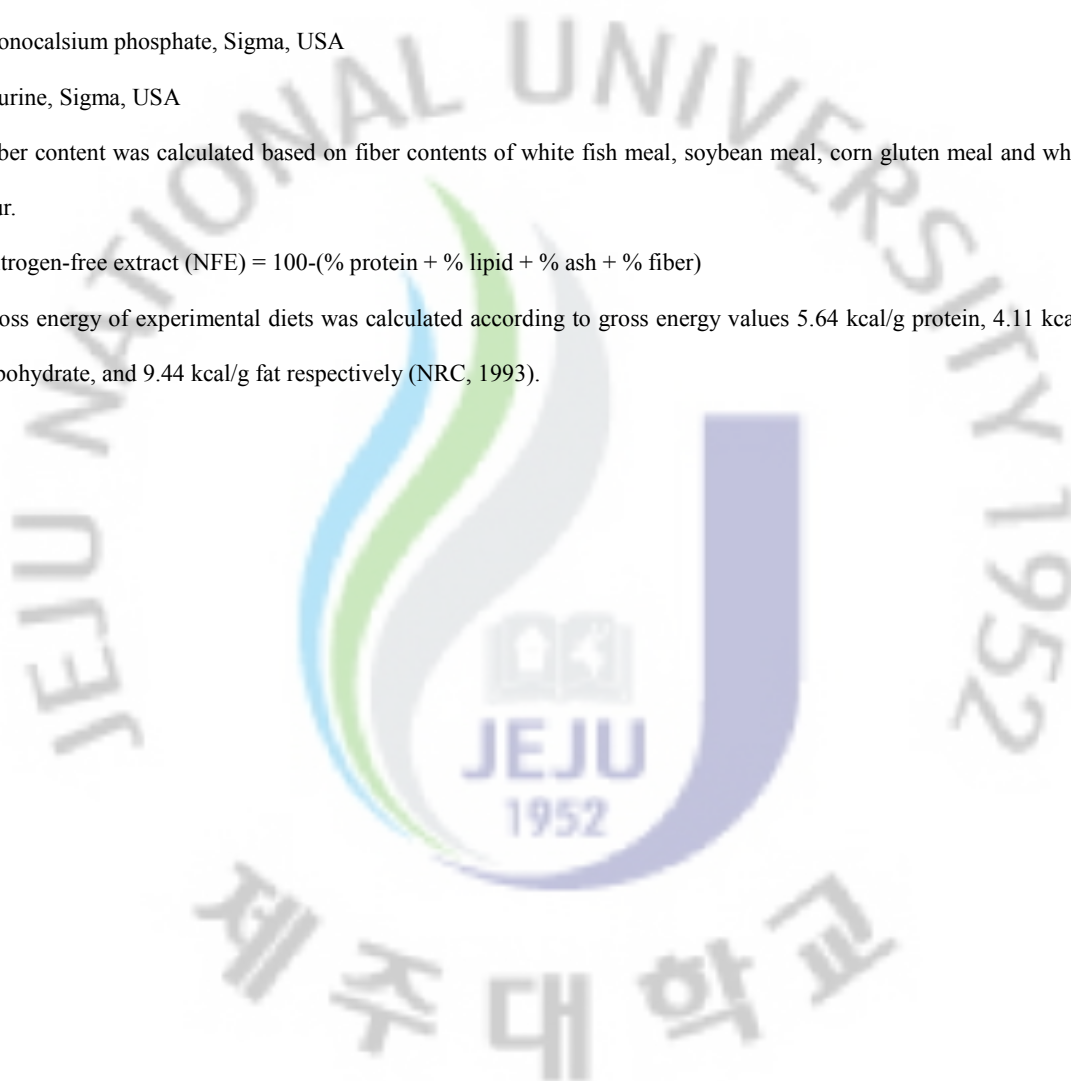 onocalsium phosphate, Sigma, USA
urine, Sigma, USA
ber content was calculated based on fiber contents of white fish meal, soybean meal, corn gluten meal and wh
ur.
trogen-free extract (NFE) = 100-(% protein + % lipid + % ash + % fiber)
oss energy of experimental diets was calculated according to gross energy values 5.64 kcal/g protein, 4.11 kca
bohydrate, and 9.44 kcal/g fat respectively (NRC, 1993).
JEJU NATIONAL UNIVERSITY 1952
JEJU
1952
제주대학교